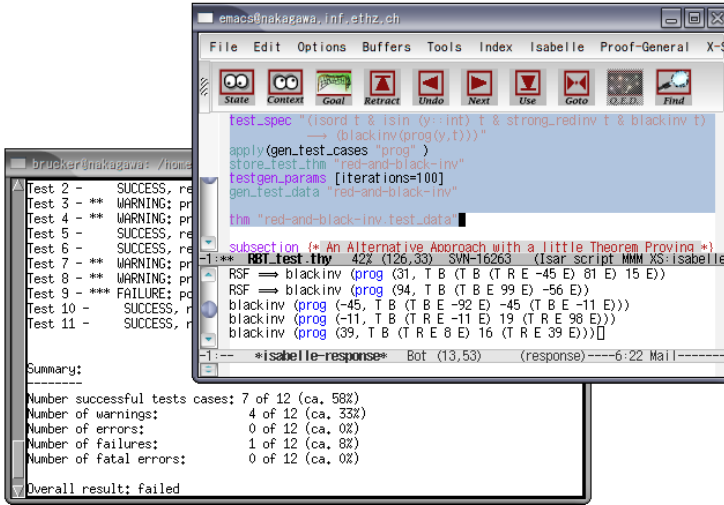 emacs@nakagawa.inf.ethz.ch
File Edit Options Buffers Tools Index Isabelle Proof-General X-S
State Context Goal Retract Undo Next Use Goto Q.E.D. Find
test_spec "(isord t & isin (y::int) t & strong_redinv t & blackinv t)
⟶ (blackinv(prog(y,t)))"
apply(gen_test_cases "prog" )
store_test_thm "red-and-black-inv"
testgen_params [iterations=100]
gen_test_data "red-and-black-inv"
thm "red-and-black-inv.test_data"
subsection {* An Alternative Approach with a little Theorem Proving *}
-1:** RBT_test.thy 42% (126,33) SVN-16263 (Isar script MMM XS:isabelle
RSF ⟹ blackinv (prog (31, T B (T B (T R E -45 E) 81 E) 15 E))
RSF ⟹ blackinv (prog (94, T B (T B E 99 E) -56 E))
blackinv (prog (-45, T B (T B E -92 E) -45 (T B E -11 E)))
blackinv (prog (-11, T B (T R E -11 E) 19 (T R E 98 E)))
blackinv (prog (39, T B (T R E 8 E) 16 (T R E 39 E)))
-1:-- *isabelle-response* Bot (13,53) (response)----6:22 Mail-------
brucker@nakagawa: /home
Test 2 - SUCCESS, re
Test 3 - ** WARNING: pr
Test 4 - ** WARNING: pr
Test 5 - SUCCESS, re
Test 6 - SUCCESS, re
Test 7 - ** WARNING: pr
Test 8 - ** WARNING: pr
Test 9 - *** FAILURE: po
Test 10 - SUCCESS, r
Test 11 - SUCCESS, r
Summary:
--------
Number successful tests cases: 7 of 12 (ca. 58%)
Number of warnings: 4 of 12 (ca. 33%)
Number of errors: 0 of 12 (ca. 0%)
Number of failures: 1 of 12 (ca. 8%)
Number of fatal errors: 0 of 12 (ca. 0%)
Overall result: failed